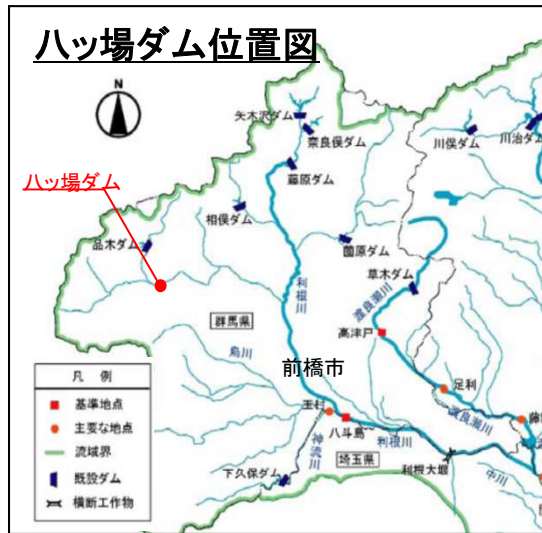 八ッ場ダム位置図
N
矢木沢ダム
奈良俣ダム
川俣ダム
川治ダム
藤原ダム
八ッ場ダム
相俣ダム
品木ダム
薗原ダム
草木ダム
利根川
渡良瀬川
群馬県
高津戸
烏川
前橋市
足利
玉村
八斗島
渡良瀬川
利根川
神流川
埼玉県
利根大堰
下久保ダム
中川
凡 例
基準地点
主要な地点
流域界
既設ダム
横断工作物